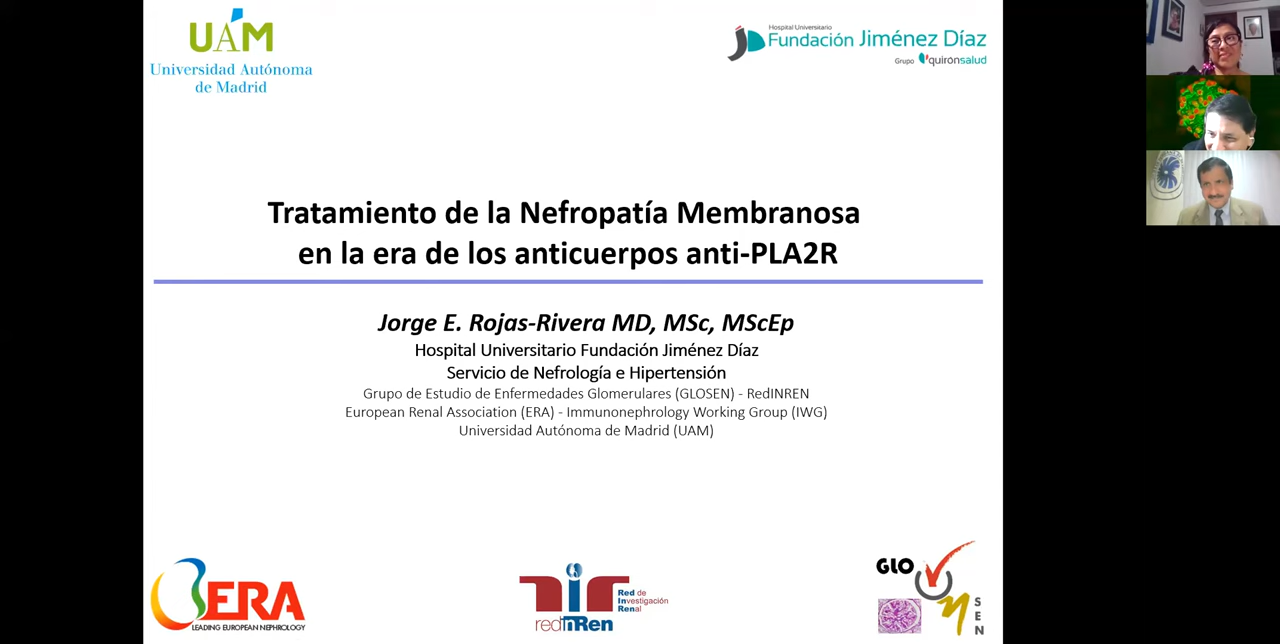 UAM
Universidad Autónoma
de Madrid
Hospital Universitario
Fundación Jiménez Díaz
Grupo quirónsalud
Tratamiento de la Nefropatía Membranosa
en la era de los anticuerpos anti-PLA2R
Jorge E. Rojas-Rivera MD, MSc, MScEp
Hospital Universitario Fundación Jiménez Díaz
Servicio de Nefrología e Hipertensión
Grupo de Estudio de Enfermedades Glomerulares (GLOSEN) - RedINREN
European Renal Association (ERA) - Immunonephrology Working Group (IWG)
Universidad Autónoma de Madrid (UAM)
ERA
LEADING EUROPEAN NEPHROLOGY
Red de
Investigación
Renal
redinRen
GLO
SEN